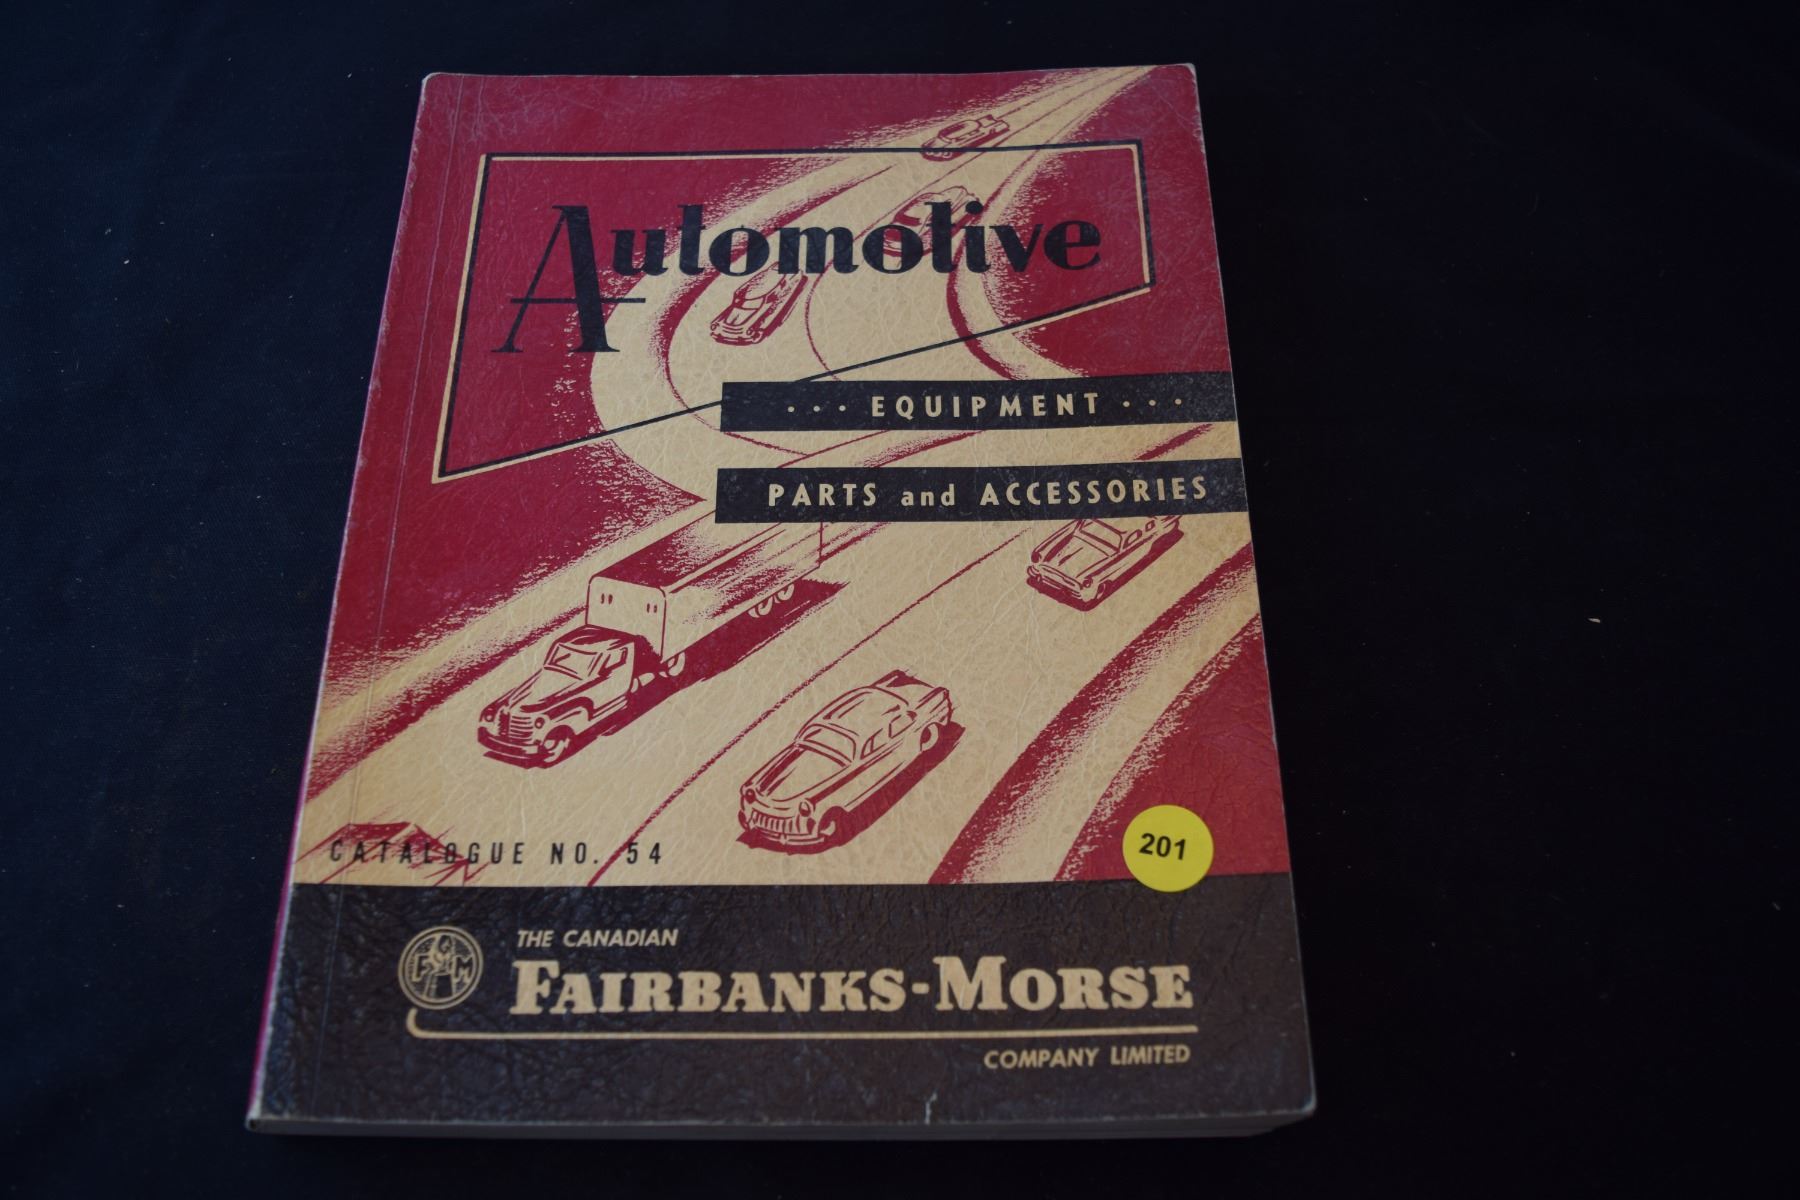 Automotive
··· EQUIPMENT ···
PARTS and ACCESSORIES
CATALOGUE NO. 54
201
F M
THE CANADIAN
FAIRBANKS-MORSE
COMPANY LIMITED